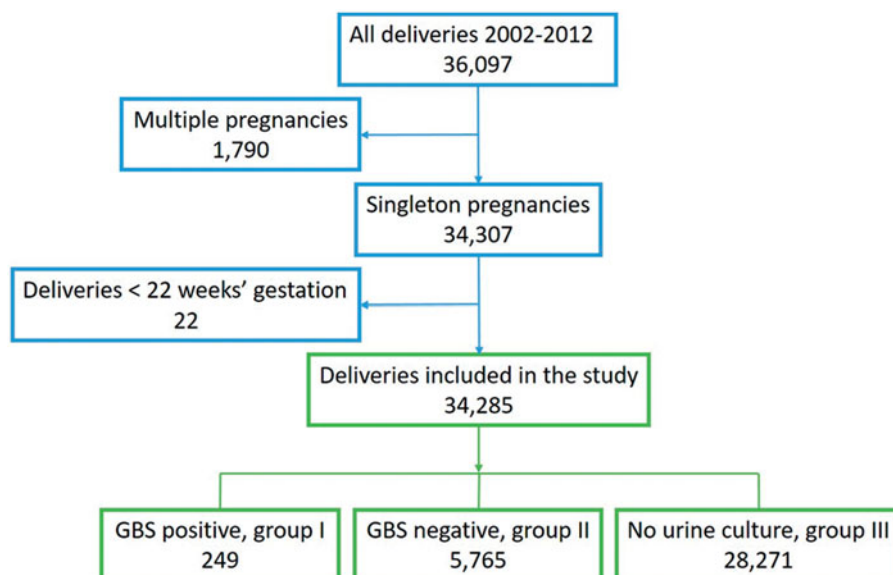 All deliveries 2002-2012
36,097
Multiple pregnancies
1,790
Singleton pregnancies
34,307
Deliveries < 22 weeks’ gestation
22
Deliveries included in the study
34,285
GBS positive, group I
249
GBS negative, group II
5,765
No urine culture, group III
28,271